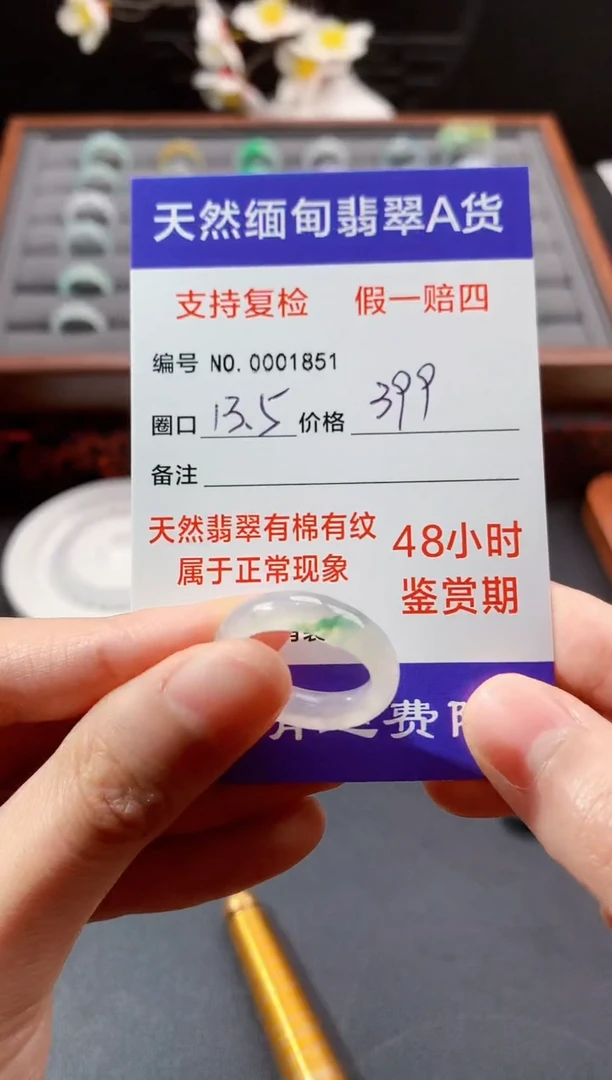 天然缅甸翡翠A货
支持复检 假一赔四
编号 NO.0001851
圈口 13.5 价格 399
备注
天然翡翠有棉有纹
属于正常现象
48小时
鉴赏期
费